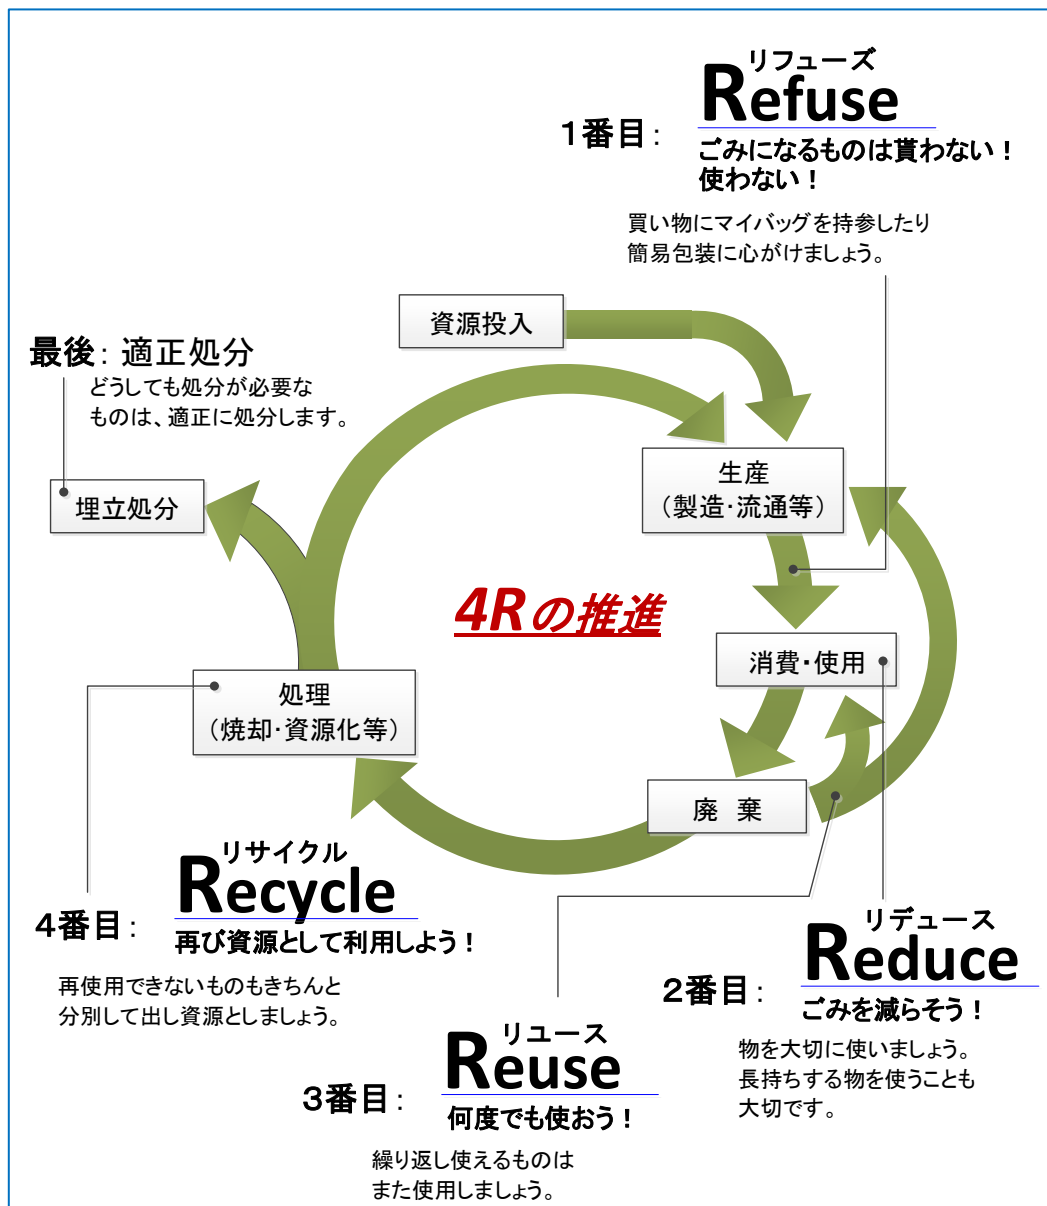 リフューズ
1番目： Refuse
ごみになるものは貰わない！
使わない！
買い物にマイバッグを持参したり
簡易包装に心がけましょう。
資源投入
最後： 適正処分
どうしても処分が必要な
ものは、適正に処分します。
埋立処分
生産
（製造・流通等）
4Rの推進
消費・使用
処理
（焼却・資源化等）
廃 棄
リサイクル
4番目： Recycle
再び資源として利用しよう！
再使用できないものもきちんと
分別して出し資源としましょう。
リデュース
2番目： Reduce
ごみを減らそう！
物を大切に使いましょう。
長持ちする物を使うことも
大切です。
リユース
3番目： Reuse
何度でも使おう！
繰り返し使えるものは
また使用しましょう。